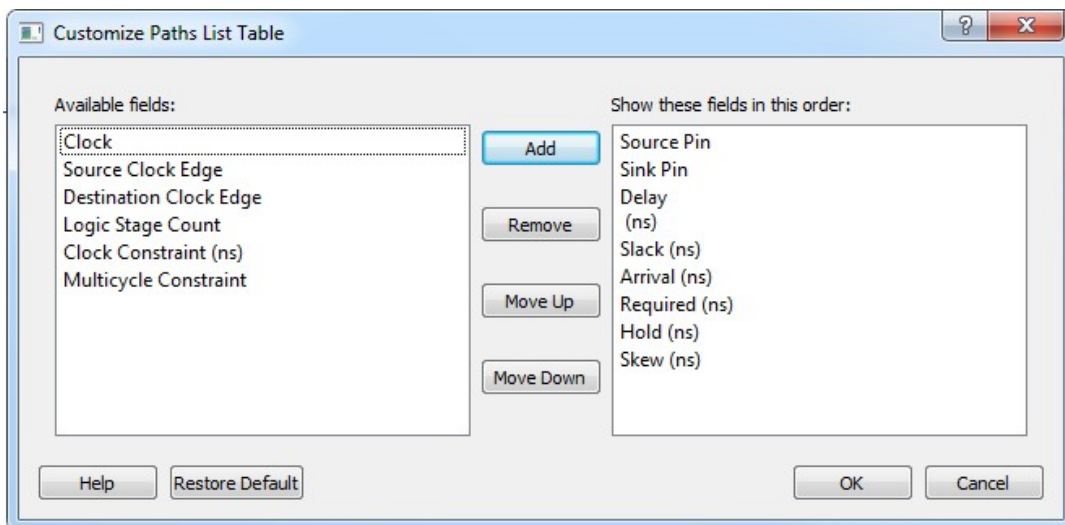 Customize Paths List Table
Available fields:
Clock
Source Clock Edge
Destination Clock Edge
Logic Stage Count
Clock Constraint (ns)
Multicycle Constraint
Add
Remove
Move Up
Move Down
Show these fields in this order:
Source Pin
Sink Pin
Delay
(ns)
Slack (ns)
Arrival (ns)
Required (ns)
Hold (ns)
Skew (ns)
Help
Restore Default
OK
Cancel